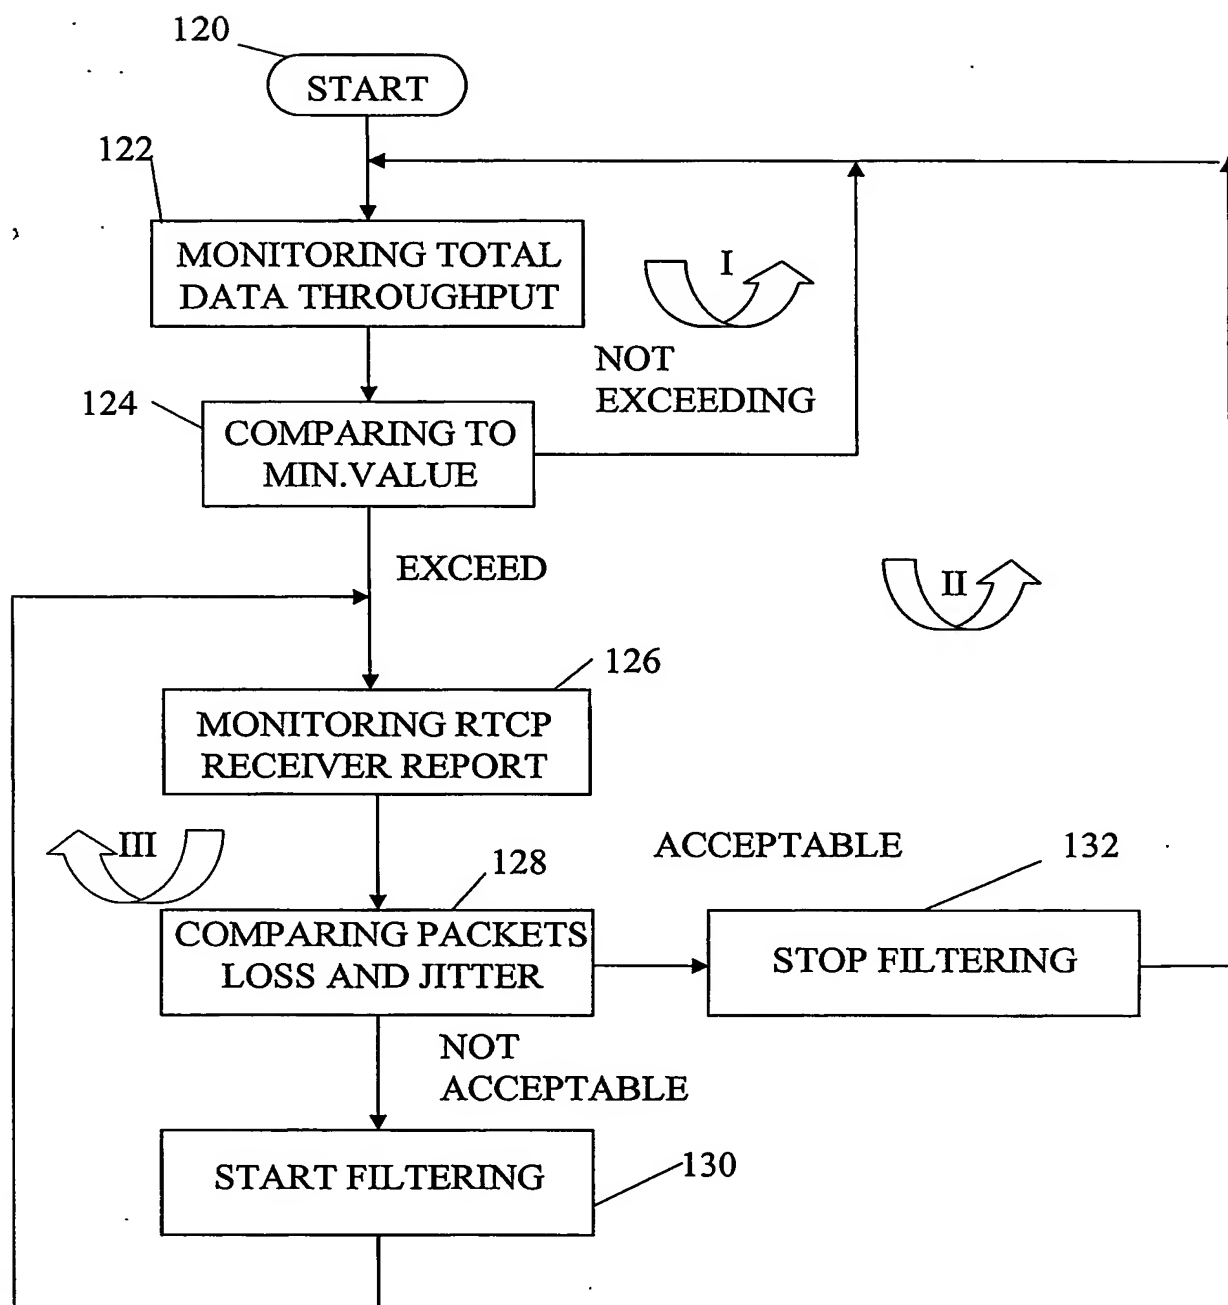 120
START
122
MONITORING TOTAL
DATA THROUGHPUT
I
NOT
EXCEEDING
124
COMPARING TO
MIN.VALUE
EXCEED
II
126
MONITORING RTCP
RECEIVER REPORT
III
ACCEPTABLE
132
128
COMPARING PACKETS
LOSS AND JITTER
STOP FILTERING
NOT
ACCEPTABLE
START FILTERING
130